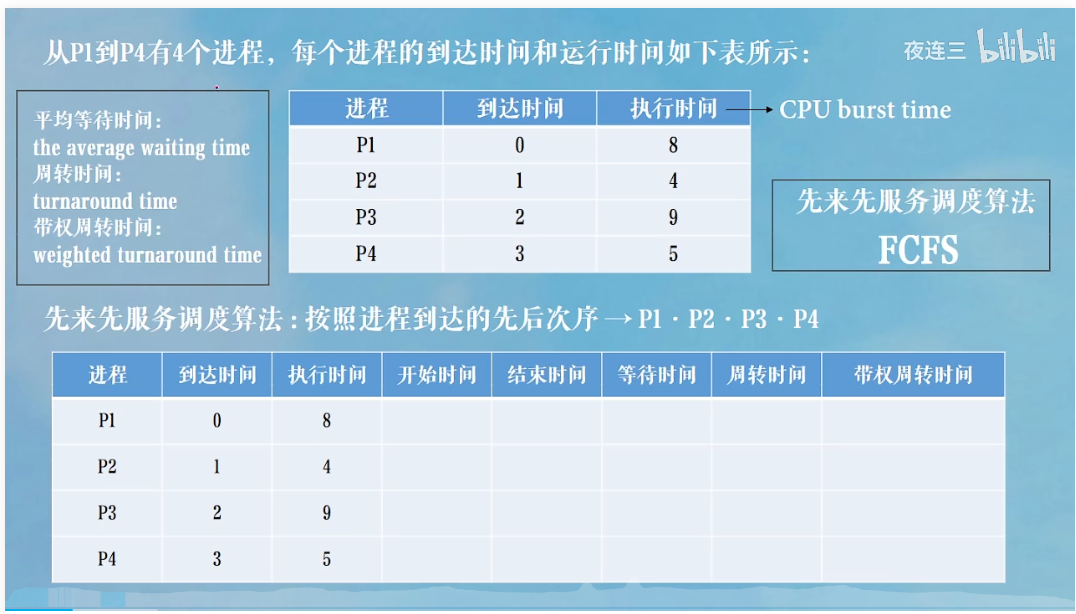 从P1到P4有4个进程，每个进程的到达时间和运行时间如下表所示：
夜连三 bilibili
平均等待时间：
the average waiting time
周转时间：
turnaround time
带权周转时间：
weighted turnaround time
进程 到达时间 执行时间 CPU burst time
P1 0 8
P2 1 4
P3 2 9
P4 3 5
先来先服务调度算法
FCFS
先来先服务调度算法：按照进程到达的先后次序→P1·P2·P3·P4
进程 到达时间 执行时间 开始时间 结束时间 等待时间 周转时间 带权周转时间
P1 0 8
P2 1 4
P3 2 9
P4 3 5